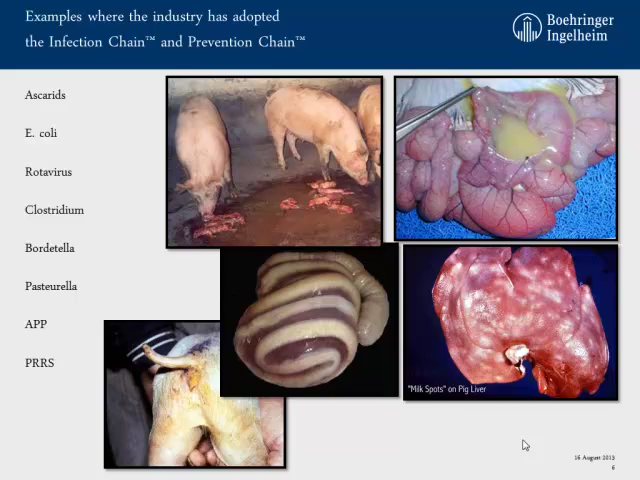 Examples where the industry has adopted
the Infection Chain™ and Prevention Chain™
Boehringer
Ingelheim
Ascarids
E. coli
Rotavirus
Clostridium
Bordetella
Pasteurella
APP
PRRS
"Milk Spots" on Pig Liver
16 August 2013
6